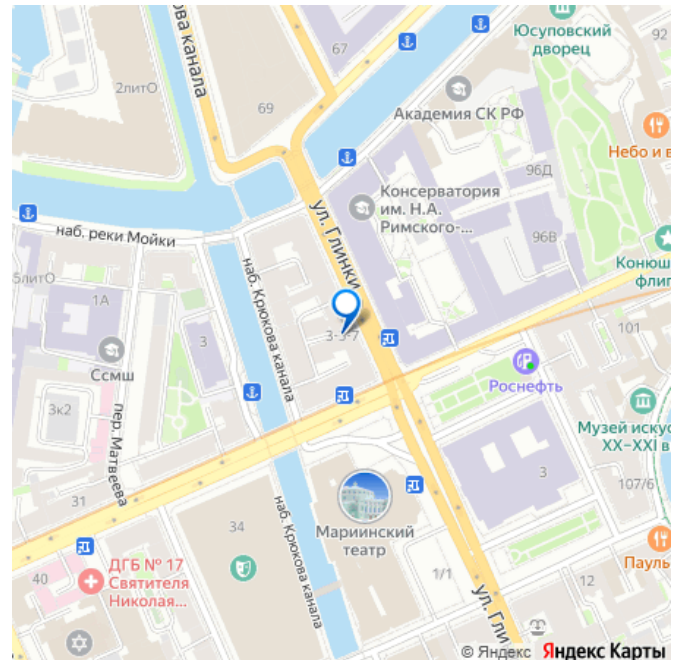 ова канала
67
Юсуповский
дворец
92
2литО
69
Академия СК РФ
Небо и в
96Д
Консерватория
им. Н.А.
Римского-...
ул. Глинки
наб. реки Мойки
96В
Конюш
флиг
5литО
1А
наб. Крюкова канала
3
3-5-7
101
Ссмш
Роснефть
3к2
пер. Матвеева
Музей искус
XX–XXI в
3
107/6
31
наб. Крюкова канала
34
Мариинский
театр
Пауль
40
ДГБ № 17
Святителя
Николая...
1/1
12
ул. Гли
© Яндекс Яндекс Карты